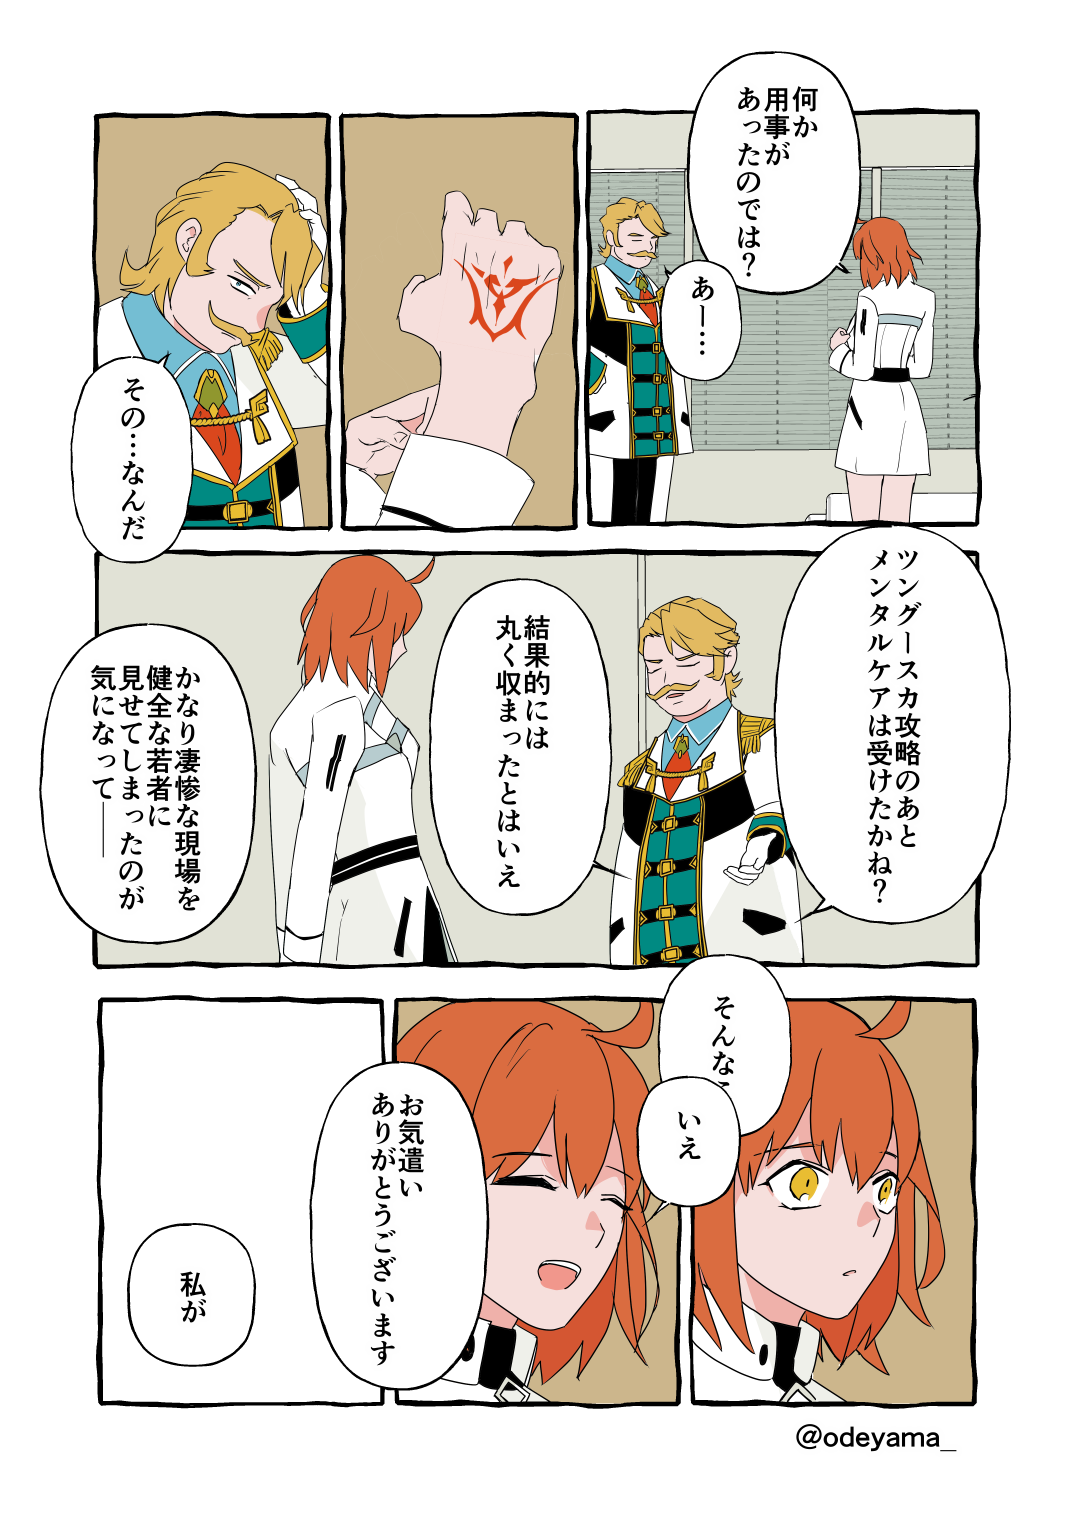 何か
用事が
あったのでは？
あー…
その…なんだ
ツングースカ攻略のあと
メンタルケアは受けたかね？
結果的には
丸く収まったとはいえ
かなり凄惨な現場を
健全な若者に
見せてしまったのが
気になって――
そんな
いえ
お気遣い
ありがとうございます
私が
@odeyama_